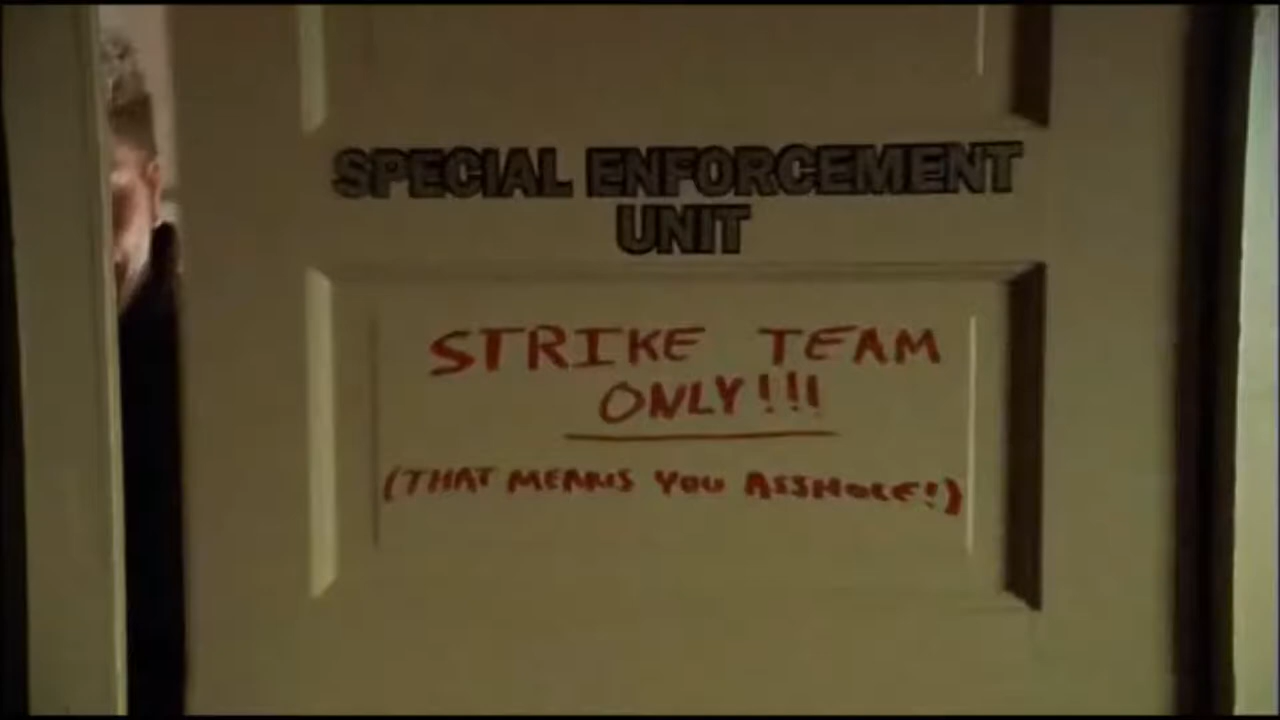 SPECIAL ENFORCEMENT
UNIT
STRIKE TEAM
ONLY!!!
(THAT MEANS YOU ASSHOLE!)